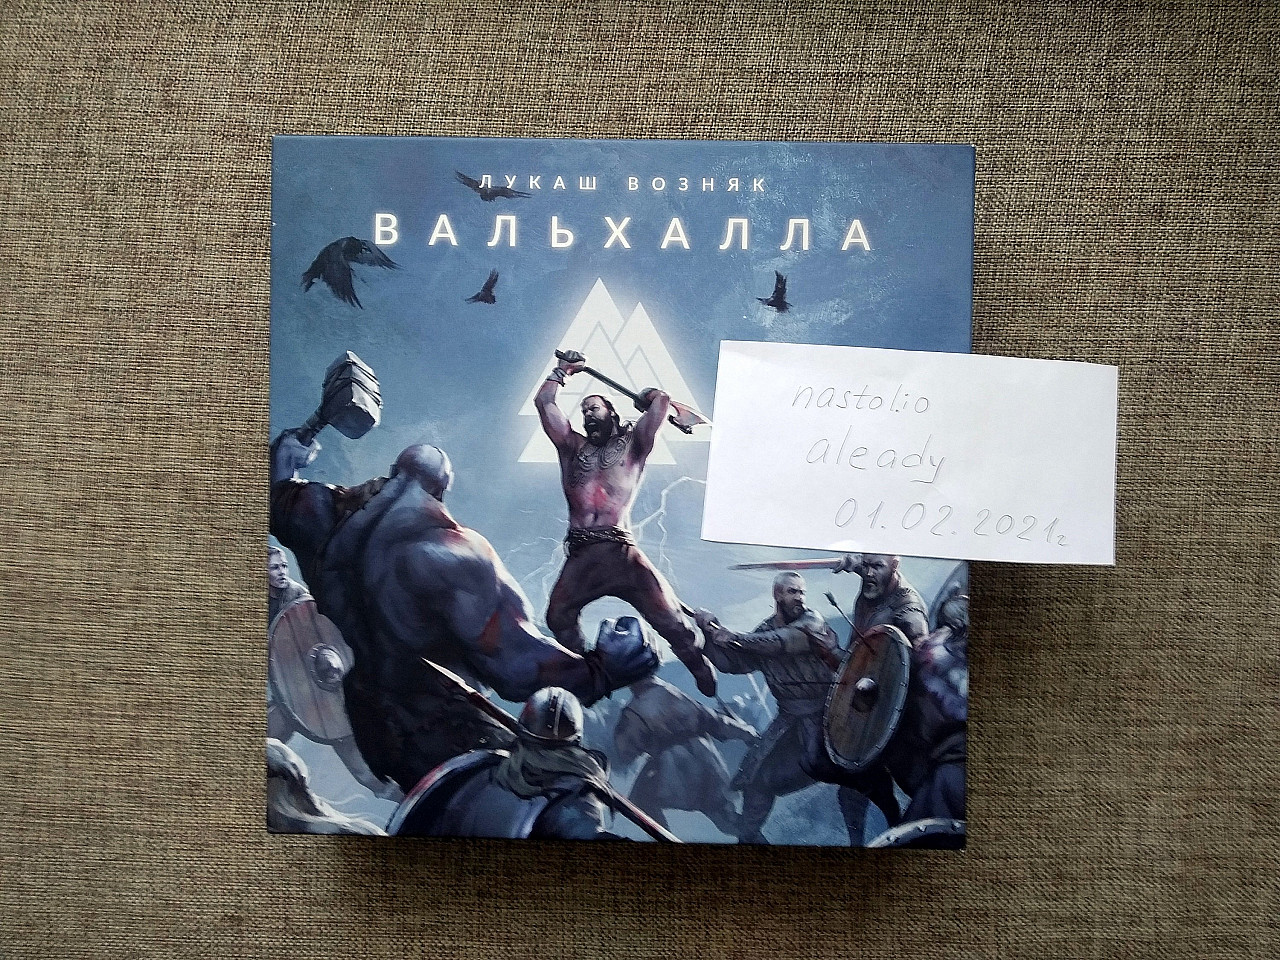 ЛУКАШ ВОЗНЯК
ВАЛЬХАЛЛА
nastol.io
aleady
01.02.2021г